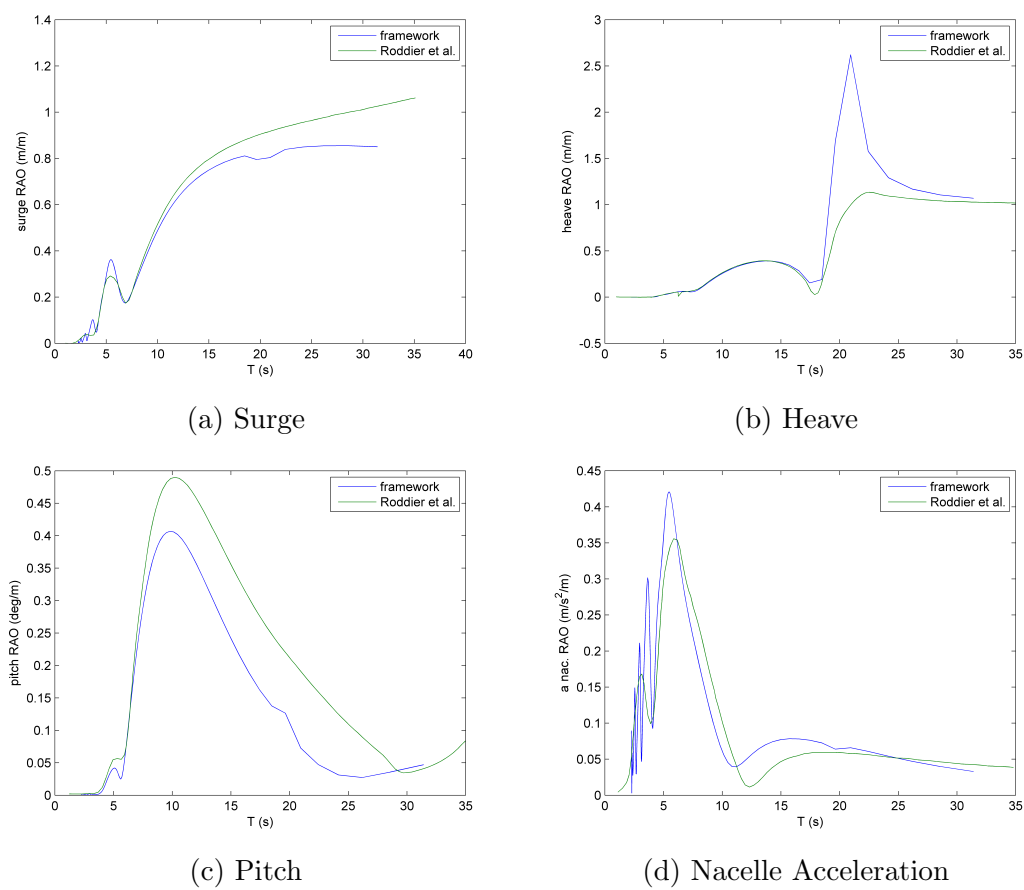 1.4
1.2
1
0.8
0.6
0.4
0.2
0
surge RAO (m/m)
0 5 10 15 20 25 30 35 40
T (s)
framework
Roddier et al.
(a) Surge
3
2.5
2
1.5
1
0.5
0
-0.5
heave RAO (m/m)
0 5 10 15 20 25 30 35
T (s)
framework
Roddier et al.
(b) Heave
0.5
0.45
0.4
0.35
0.3
0.25
0.2
0.15
0.1
0.05
0
pitch RAO (deg/m)
0 5 10 15 20 25 30 35
T (s)
framework
Roddier et al.
(c) Pitch
0.45
0.4
0.35
0.3
0.25
0.2
0.15
0.1
0.05
0
a nac. RAO (m/s²/m)
0 5 10 15 20 25 30 35
T (s)
framework
Roddier et al.
(d) Nacelle Acceleration